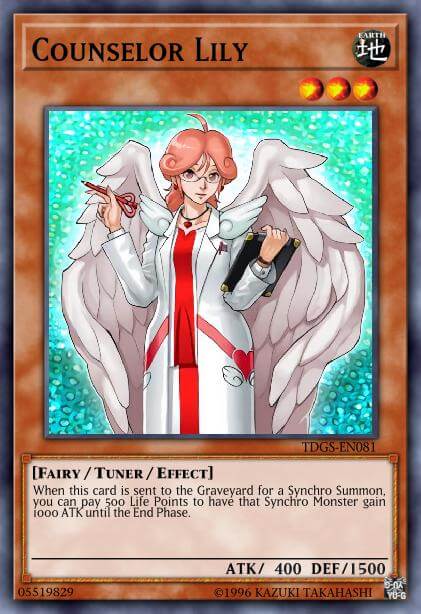 COUNSELOR LILY
EARTH
地
TDGS-EN081
[FAIRY / TUNER / EFFECT]
When this card is sent to the Graveyard for a Synchro Summon,
you can pay 500 Life Points to have that Synchro Monster gain
1000 ATK until the End Phase.
ATK/ 400 DEF/1500
05519829
©1996 KAZUKI TAKAHASHI